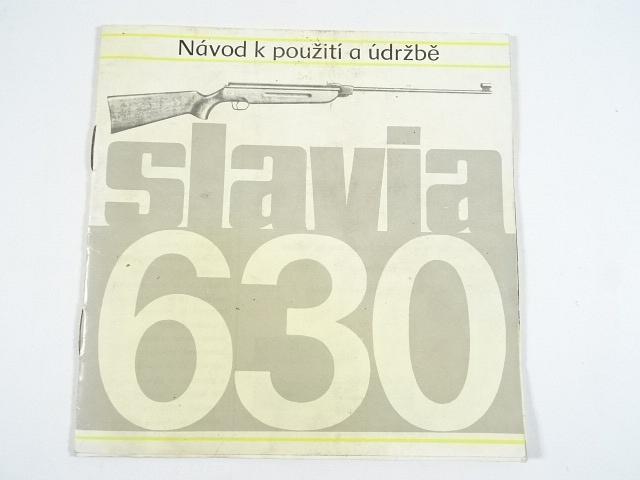 Návod k použití a údržbě
slavia
630